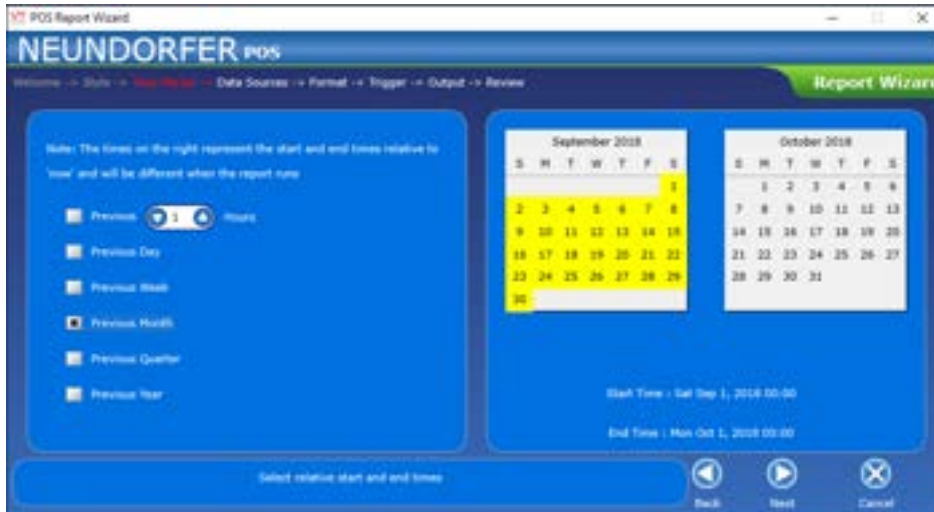 POS Report Wizard
NEUNDORFER POS
Welcome -> Style -> -> Data Sources -> Format -> Trigger -> Output -> Review
Report Wizar
Note: The times on the right represent the start and end times relative to
'now' and will be different when the report runs
Previous 1 Hours
Previous Day
Previous Week
Previous Month
Previous Quarter
Previous Year
September 2018
S M T W T F S
1
2 3 4 5 6 7 8
9 10 11 12 13 14 15
16 17 18 19 20 21 22
23 24 25 26 27 28 29
30
October 2018
S M T W T F S
1 2 3 4 5 6
7 8 9 10 11 12 13
14 15 16 17 18 19 20
21 22 23 24 25 26 27
28 29 30 31
Start Time : Sat Sep 1, 2018 00:00
End Time : Mon Oct 1, 2018 00:00
Select relative start and end times
Back
Next
Cancel